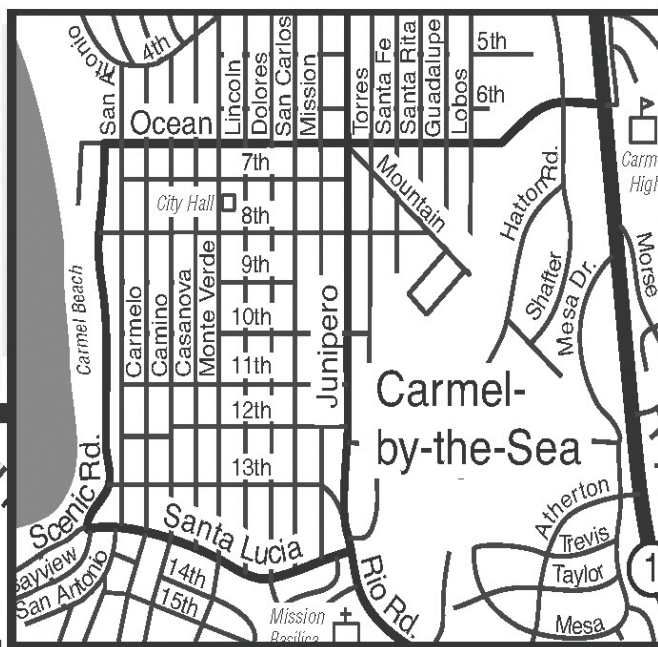 San Antonio
4th
Lincoln
Dolores
San Carlos
Mission
Torres
Santa Fe
Santa Rita
Guadalupe
Lobos
5th
6th
Ocean
7th
City Hall
8th
Mountain
Hatton Rd.
Carm
High
Carmel Beach
Carmelo
Camino
Casanova
Monte Verde
9th
10th
11th
12th
13th
Junipero
Shaffer
Mesa Dr.
Morse
Carmel-
by-the-Sea
Scenic Rd.
Santa Lucia
Atherton
Trevis
Taylor
Mesa
1
Bayview
San Antonio
14th
15th
Rio Rd.
Mission
Basilica